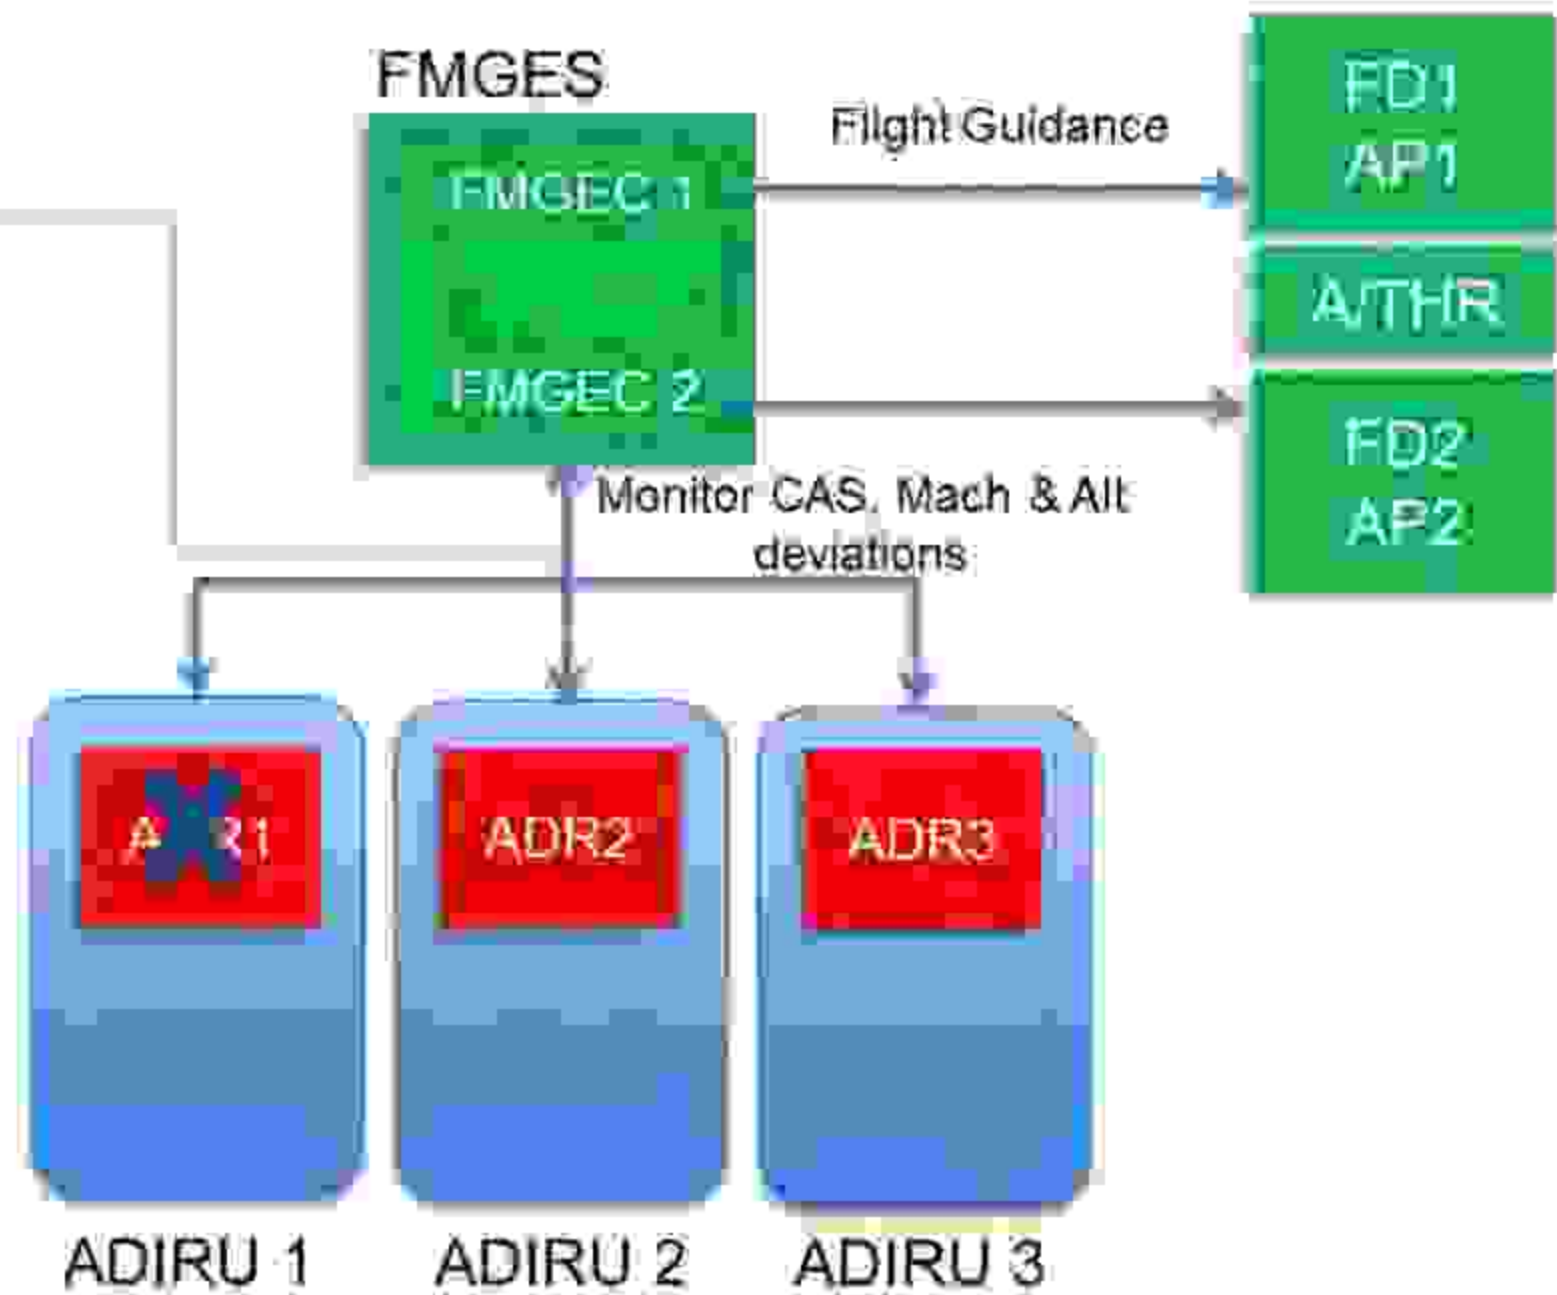 FMGES
FMGEC 1
FMGEC 2
Flight Guidance
FD1
AP1
A/THR
FD2
AP2
Monitor CAS, Mach & Alt
deviations
ADR2
ADR3
ADIRU 1
ADIRU 2
ADIRU 3